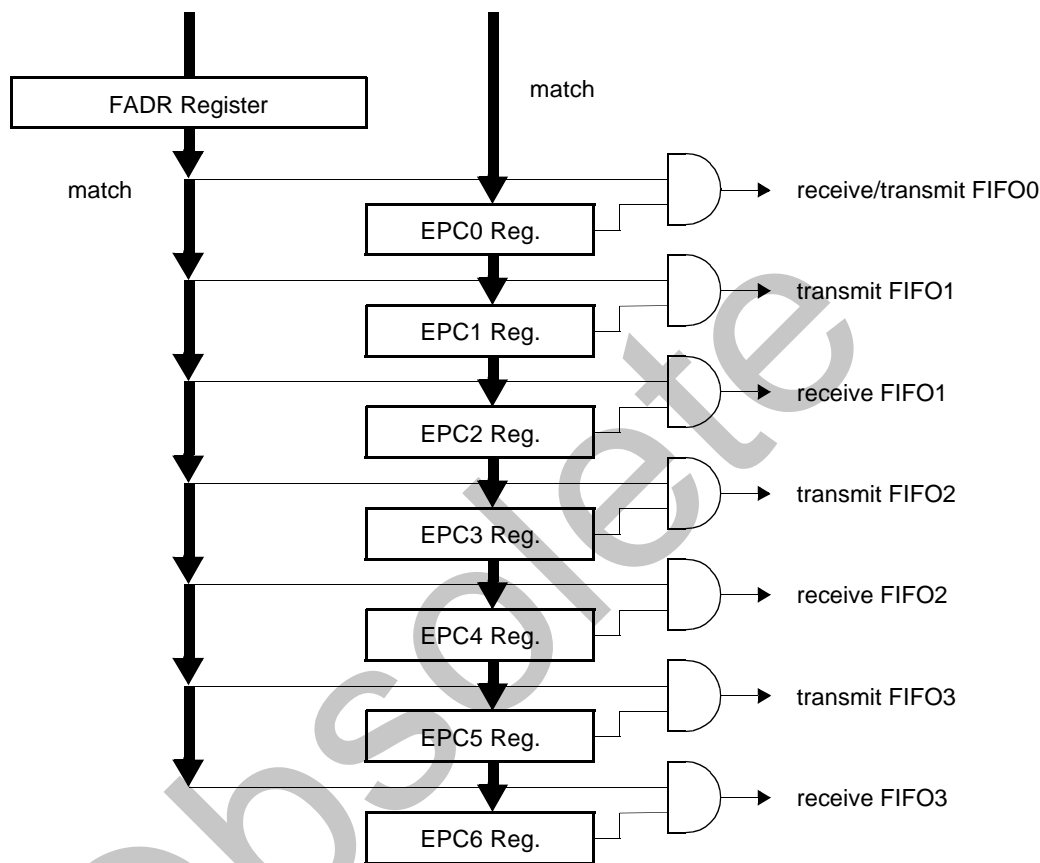 match
FADR Register
match
receive/transmit FIFO0
EPC0 Reg.
transmit FIFO1
EPC1 Reg.
receive FIFO1
EPC2 Reg.
transmit FIFO2
EPC3 Reg.
receive FIFO2
EPC4 Reg.
transmit FIFO3
EPC5 Reg.
receive FIFO3
EPC6 Reg.
obsolete